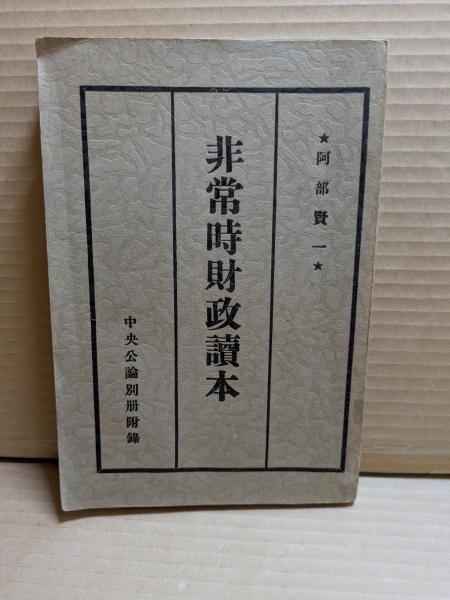 ★阿部賢一★
非常時財政讀本
中央公論別册附錄